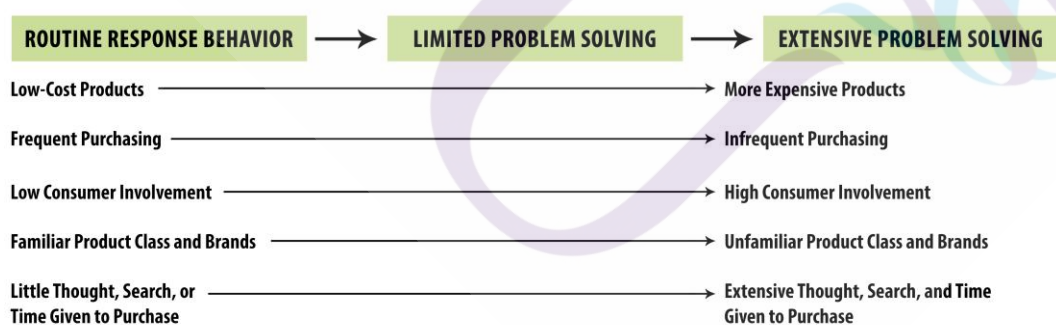 ROUTINE RESPONSE BEHAVIOR LIMITED PROBLEM SOLVING EXTENSIVE PROBLEM SOLVING
Low-Cost Products More Expensive Products
Frequent Purchasing Infrequent Purchasing
Low Consumer Involvement High Consumer Involvement
Familiar Product Class and Brands Unfamiliar Product Class and Brands
Little Thought, Search, or Extensive Thought, Search, and Time
Time Given to Purchase Given to Purchase